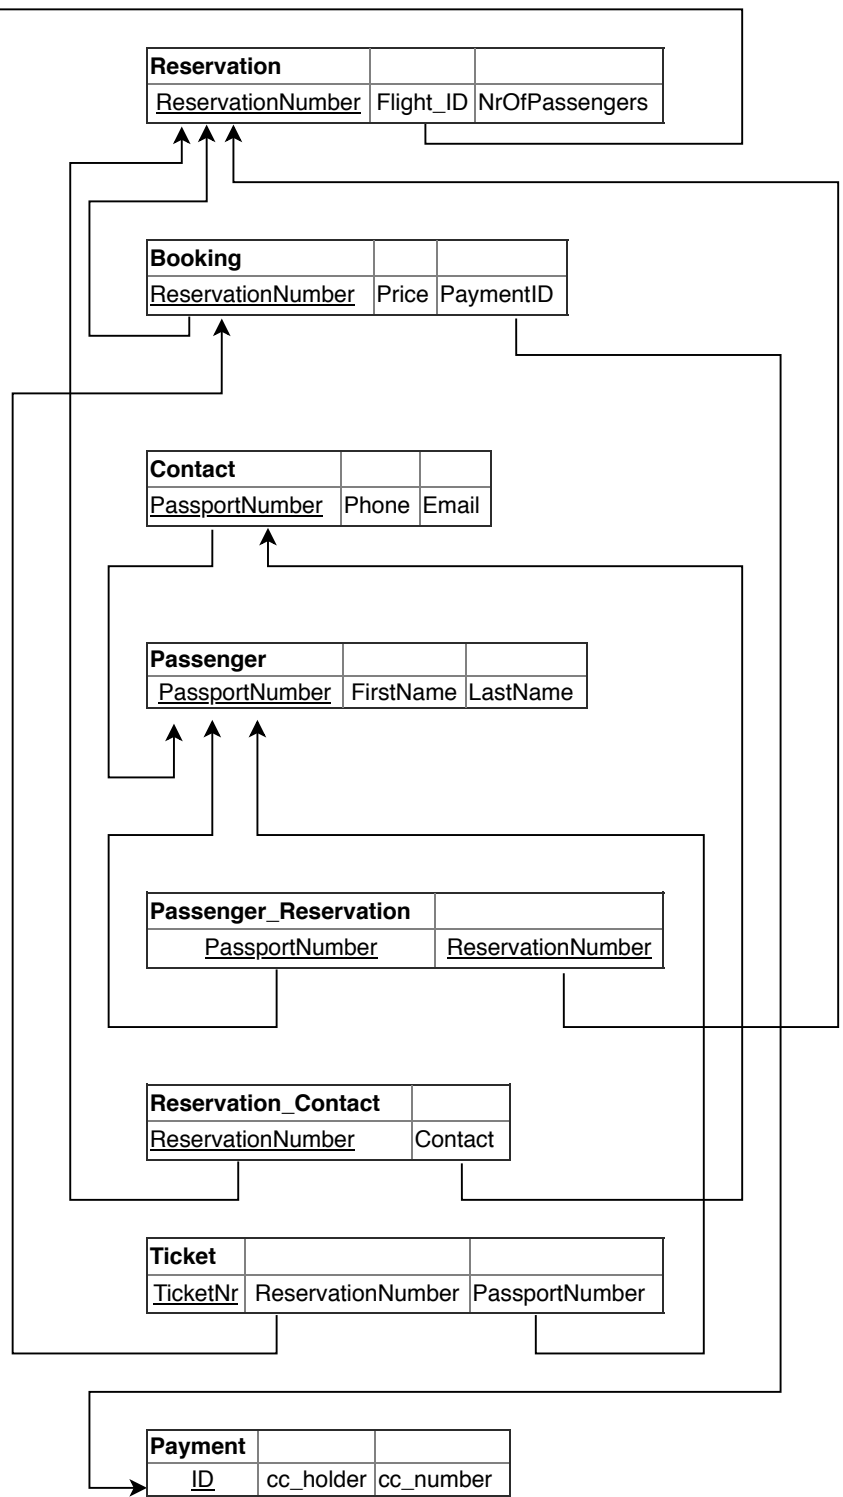 Reservation
ReservationNumber Flight_ID NrOfPassengers
Booking
ReservationNumber Price PaymentID
Contact
PassportNumber Phone Email
Passenger
PassportNumber FirstName LastName
Passenger_Reservation
PassportNumber ReservationNumber
Reservation_Contact
ReservationNumber Contact
Ticket
TicketNr ReservationNumber PassportNumber
Payment
ID cc_holder cc_number